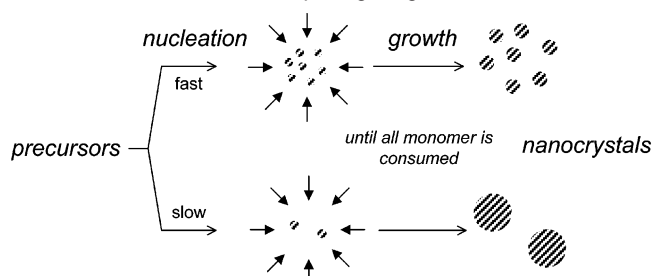 nucleation
growth
fast
precursors
until all monomer is
consumed
nanocrystals
slow